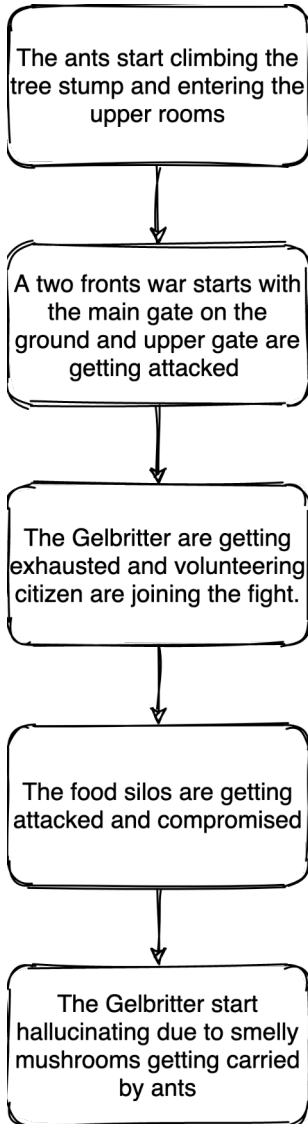 The ants start climbing the
tree stump and entering the
upper rooms
A two fronts war starts with
the main gate on the
ground and upper gate are
getting attacked
The Gelbritter are getting
exhausted and volunteering
citizen are joining the fight.
The food silos are getting
attacked and compromised
The Gelbritter start
hallucinating due to smelly
mushrooms getting carried
by ants